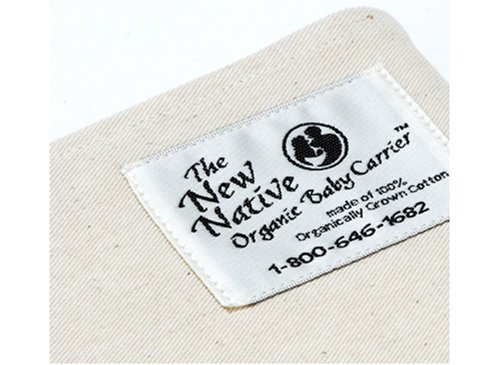 The
New
Native
Organic Baby Carrier™
made of 100%
Organically Grown Cotton
1-800-646-1682